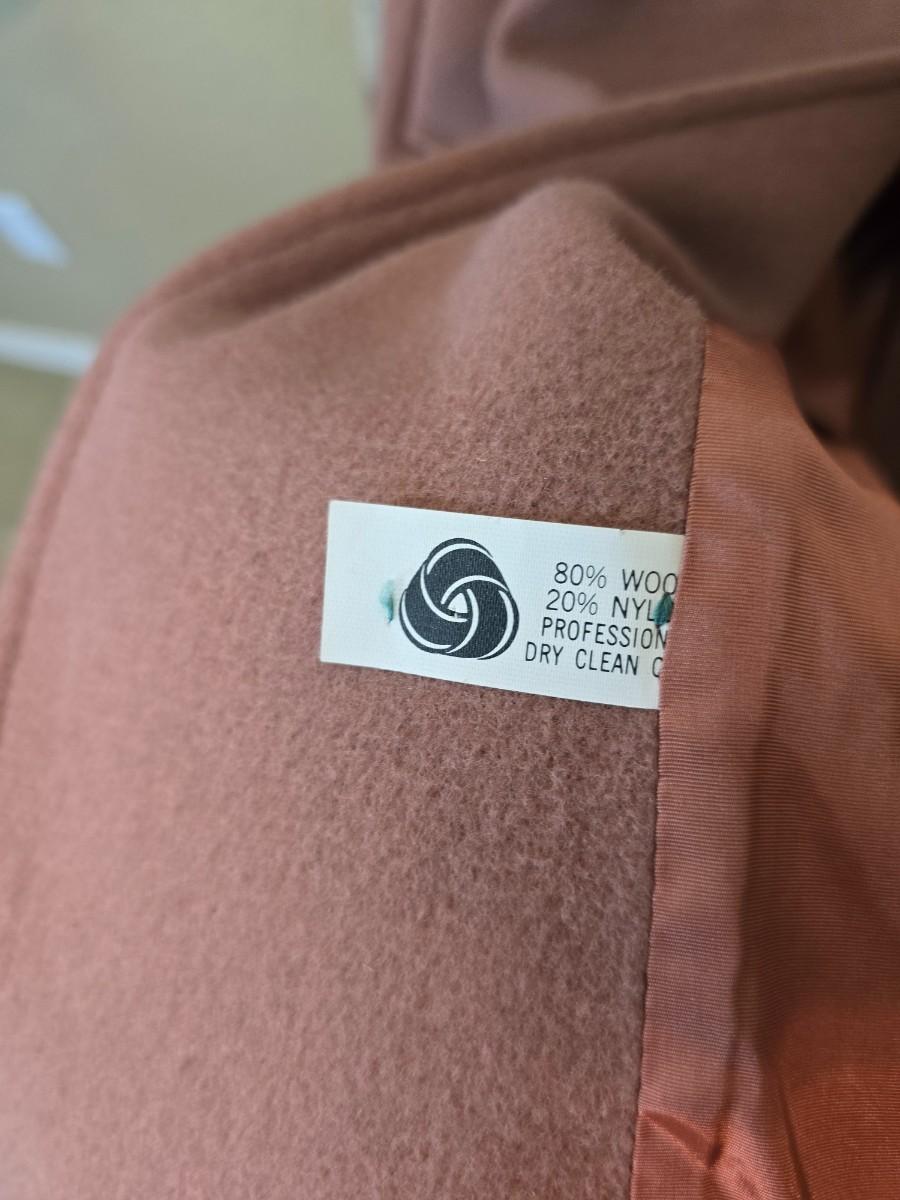 80% WOO
20% NYL
PROFESSION
DRY CLEAN